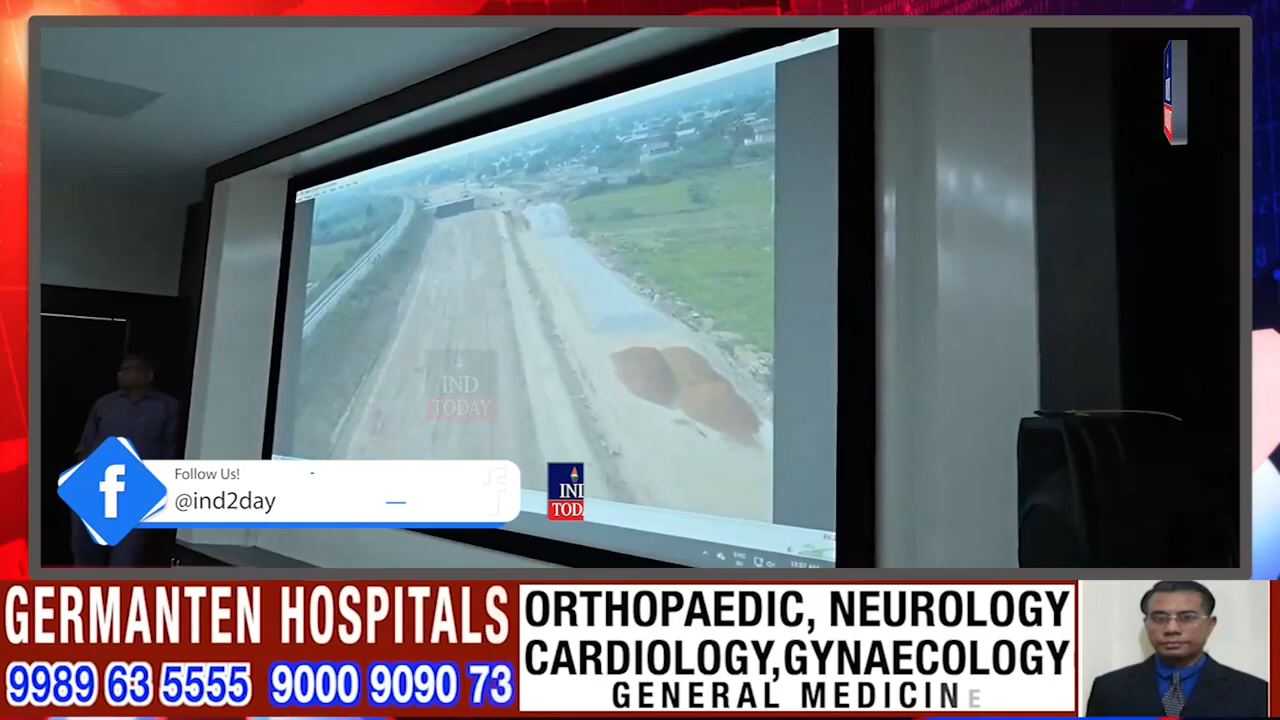 IND
TODAY
Follow Us!
@ind2day
IND
TOD
GERMANTEN HOSPITALS
9989 63 5555 9000 9090 73
ORTHOPAEDIC, NEUROLOGY
CARDIOLOGY,GYNAECOLOGY
GENERAL MEDICINE